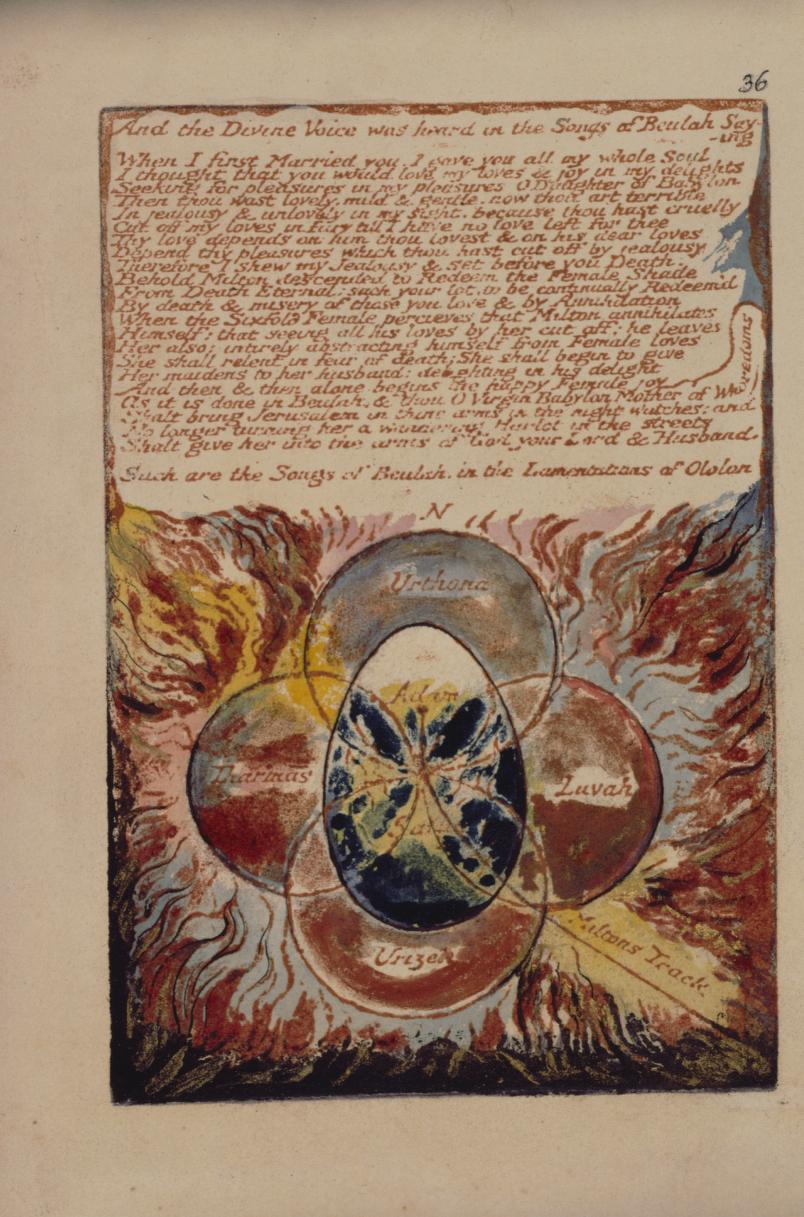 36
And the Divine Voice was heard in the Songs of Beulah Say-
-ing
When I first Married you, I gave you all my whole Soul
I thought that you would love my loves & joy in my delights
Seeking for pleasures in my pleasures O Daughter of Babylon
Then thou wast lovely, mild & gentle. now thou art terrible
In jealousy & unlovely in my sight, because thou hast cruelly
Cut off my loves in fury till I have no love left for thee
Thy love depends on him thou lovest & on his dear loves
Depend thy pleasures which thou hast cut off by jealousy
Therefore I shew my Jealousy & set before you Death.
Behold Milton descended to Redeem the Female Shade
From Death Eternal; such your lot, to be continually Redeem'd
By death & misery of those you love & by Annihilation
When the Sixfold Female percieves that Milton annihilates
Himself: that seeing all his loves by her cut off: he leaves
Her also: intirely abstracting himself from Female loves
She shall relent in fear of death; She shall begin to give
Her maidens to her husband: delighting in his delight
And then & then alone begins the happy Female joy
As it is done in Beulah, & thou O Virgin Babylon Mother of Whoredoms
Shalt bring Jerusalem in thine arms in the night watches; and
No longer turning her a wandering Harlot in the streets
Shalt give her into the arms of God your Lord & Husband.
Such are the Songs of Beulah in the Lamentations of Ololon
N
Urthona
Adam
Tharmas
Luvah
Satan
Urizen
Miltons Track